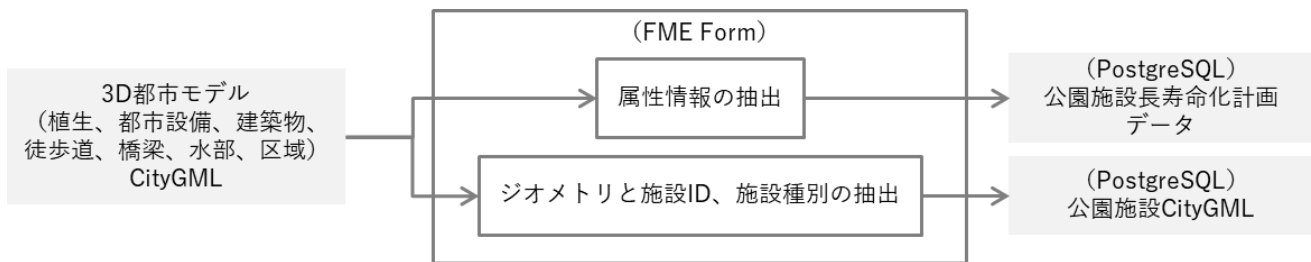 3D都市モデル
（植生、都市設備、建築物、
徒歩道、橋梁、水部、区域）
CityGML
（FME Form）
属性情報の抽出
ジオメトリと施設ID、施設種別の抽出
（PostgreSQL）
公園施設長寿命化計画
データ
（PostgreSQL）
公園施設CityGML